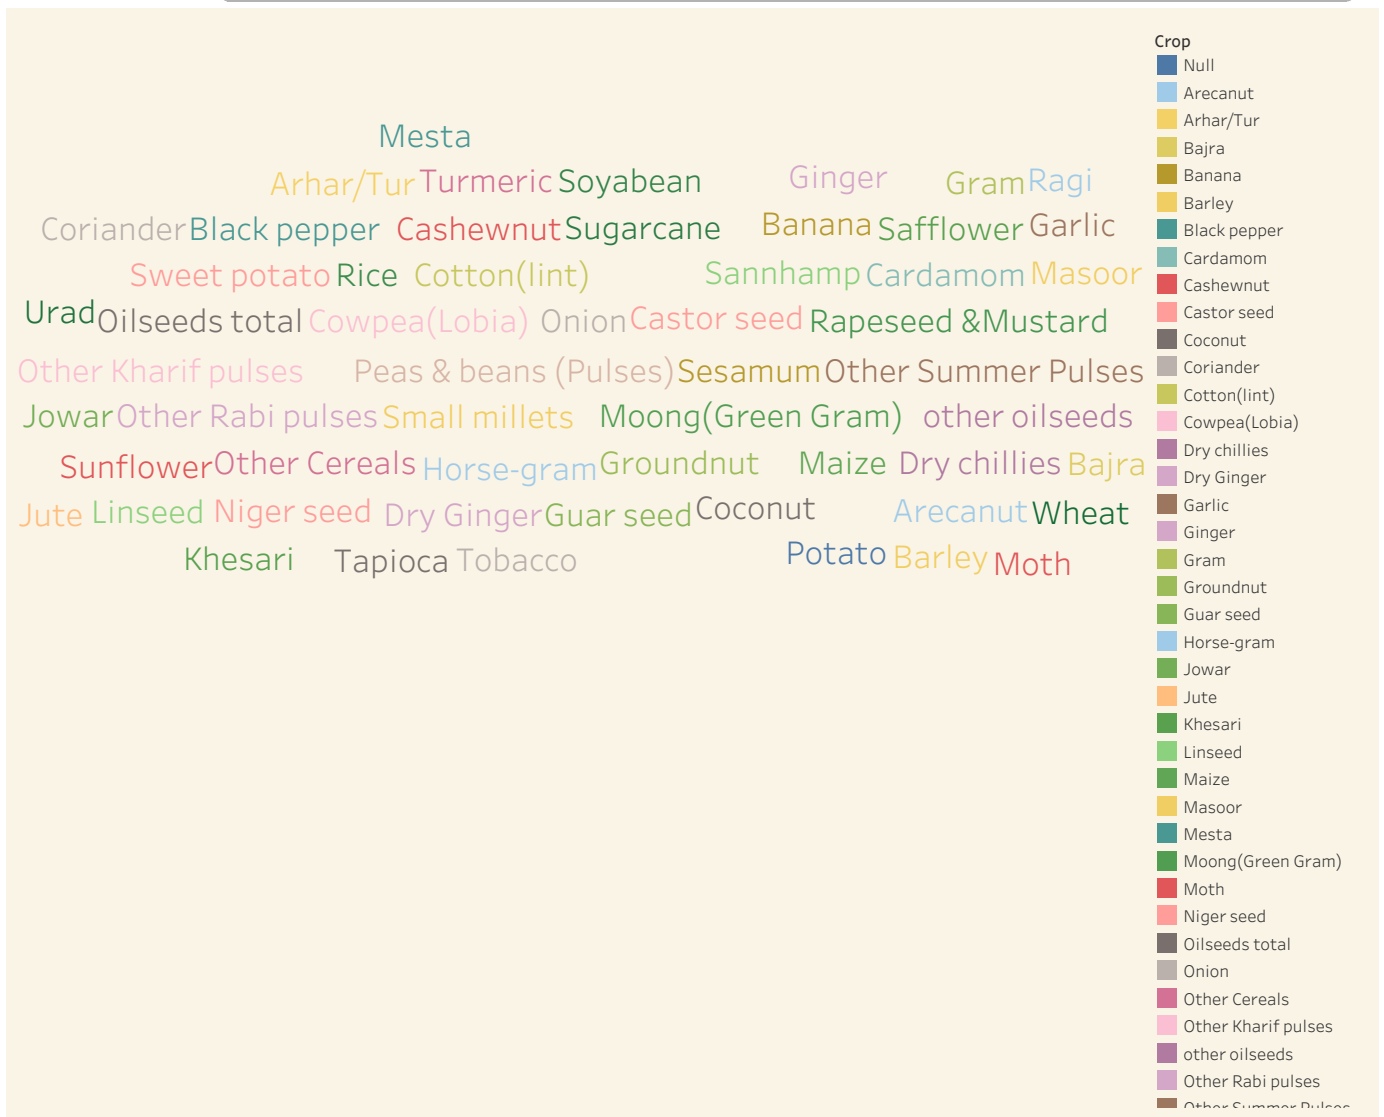 Mesta
Arhar/Tur Turmeric Soyabean Ginger Gram Ragi
Coriander Black pepper Cashewnut Sugarcane Banana Safflower Garlic
Sweet potato Rice Cotton(lint) Sannhamp Cardamom Masoor
Urad Oilseeds total Cowpea(Lobia) Onion Castor seed Rapeseed &Mustard
Other Kharif pulses Peas & beans (Pulses) Sesamum Other Summer Pulses
Jowar Other Rabi pulses Small millets Moong(Green Gram) other oilseeds
Sunflower Other Cereals Horse-gram Groundnut Maize Dry chillies Bajra
Jute Linseed Niger seed Dry Ginger Guar seed Coconut Arecanut Wheat
Khesari Tapioca Tobacco Potato Barley Moth
Crop
Null
Arecanut
Arhar/Tur
Bajra
Banana
Barley
Black pepper
Cardamom
Cashewnut
Castor seed
Coconut
Coriander
Cotton(lint)
Cowpea(Lobia)
Dry chillies
Dry Ginger
Garlic
Ginger
Gram
Groundnut
Guar seed
Horse-gram
Jowar
Jute
Khesari
Linseed
Maize
Masoor
Mesta
Moong(Green Gram)
Moth
Niger seed
Oilseeds total
Onion
Other Cereals
Other Kharif pulses
other oilseeds
Other Rabi pulses
Other Summer Pulses